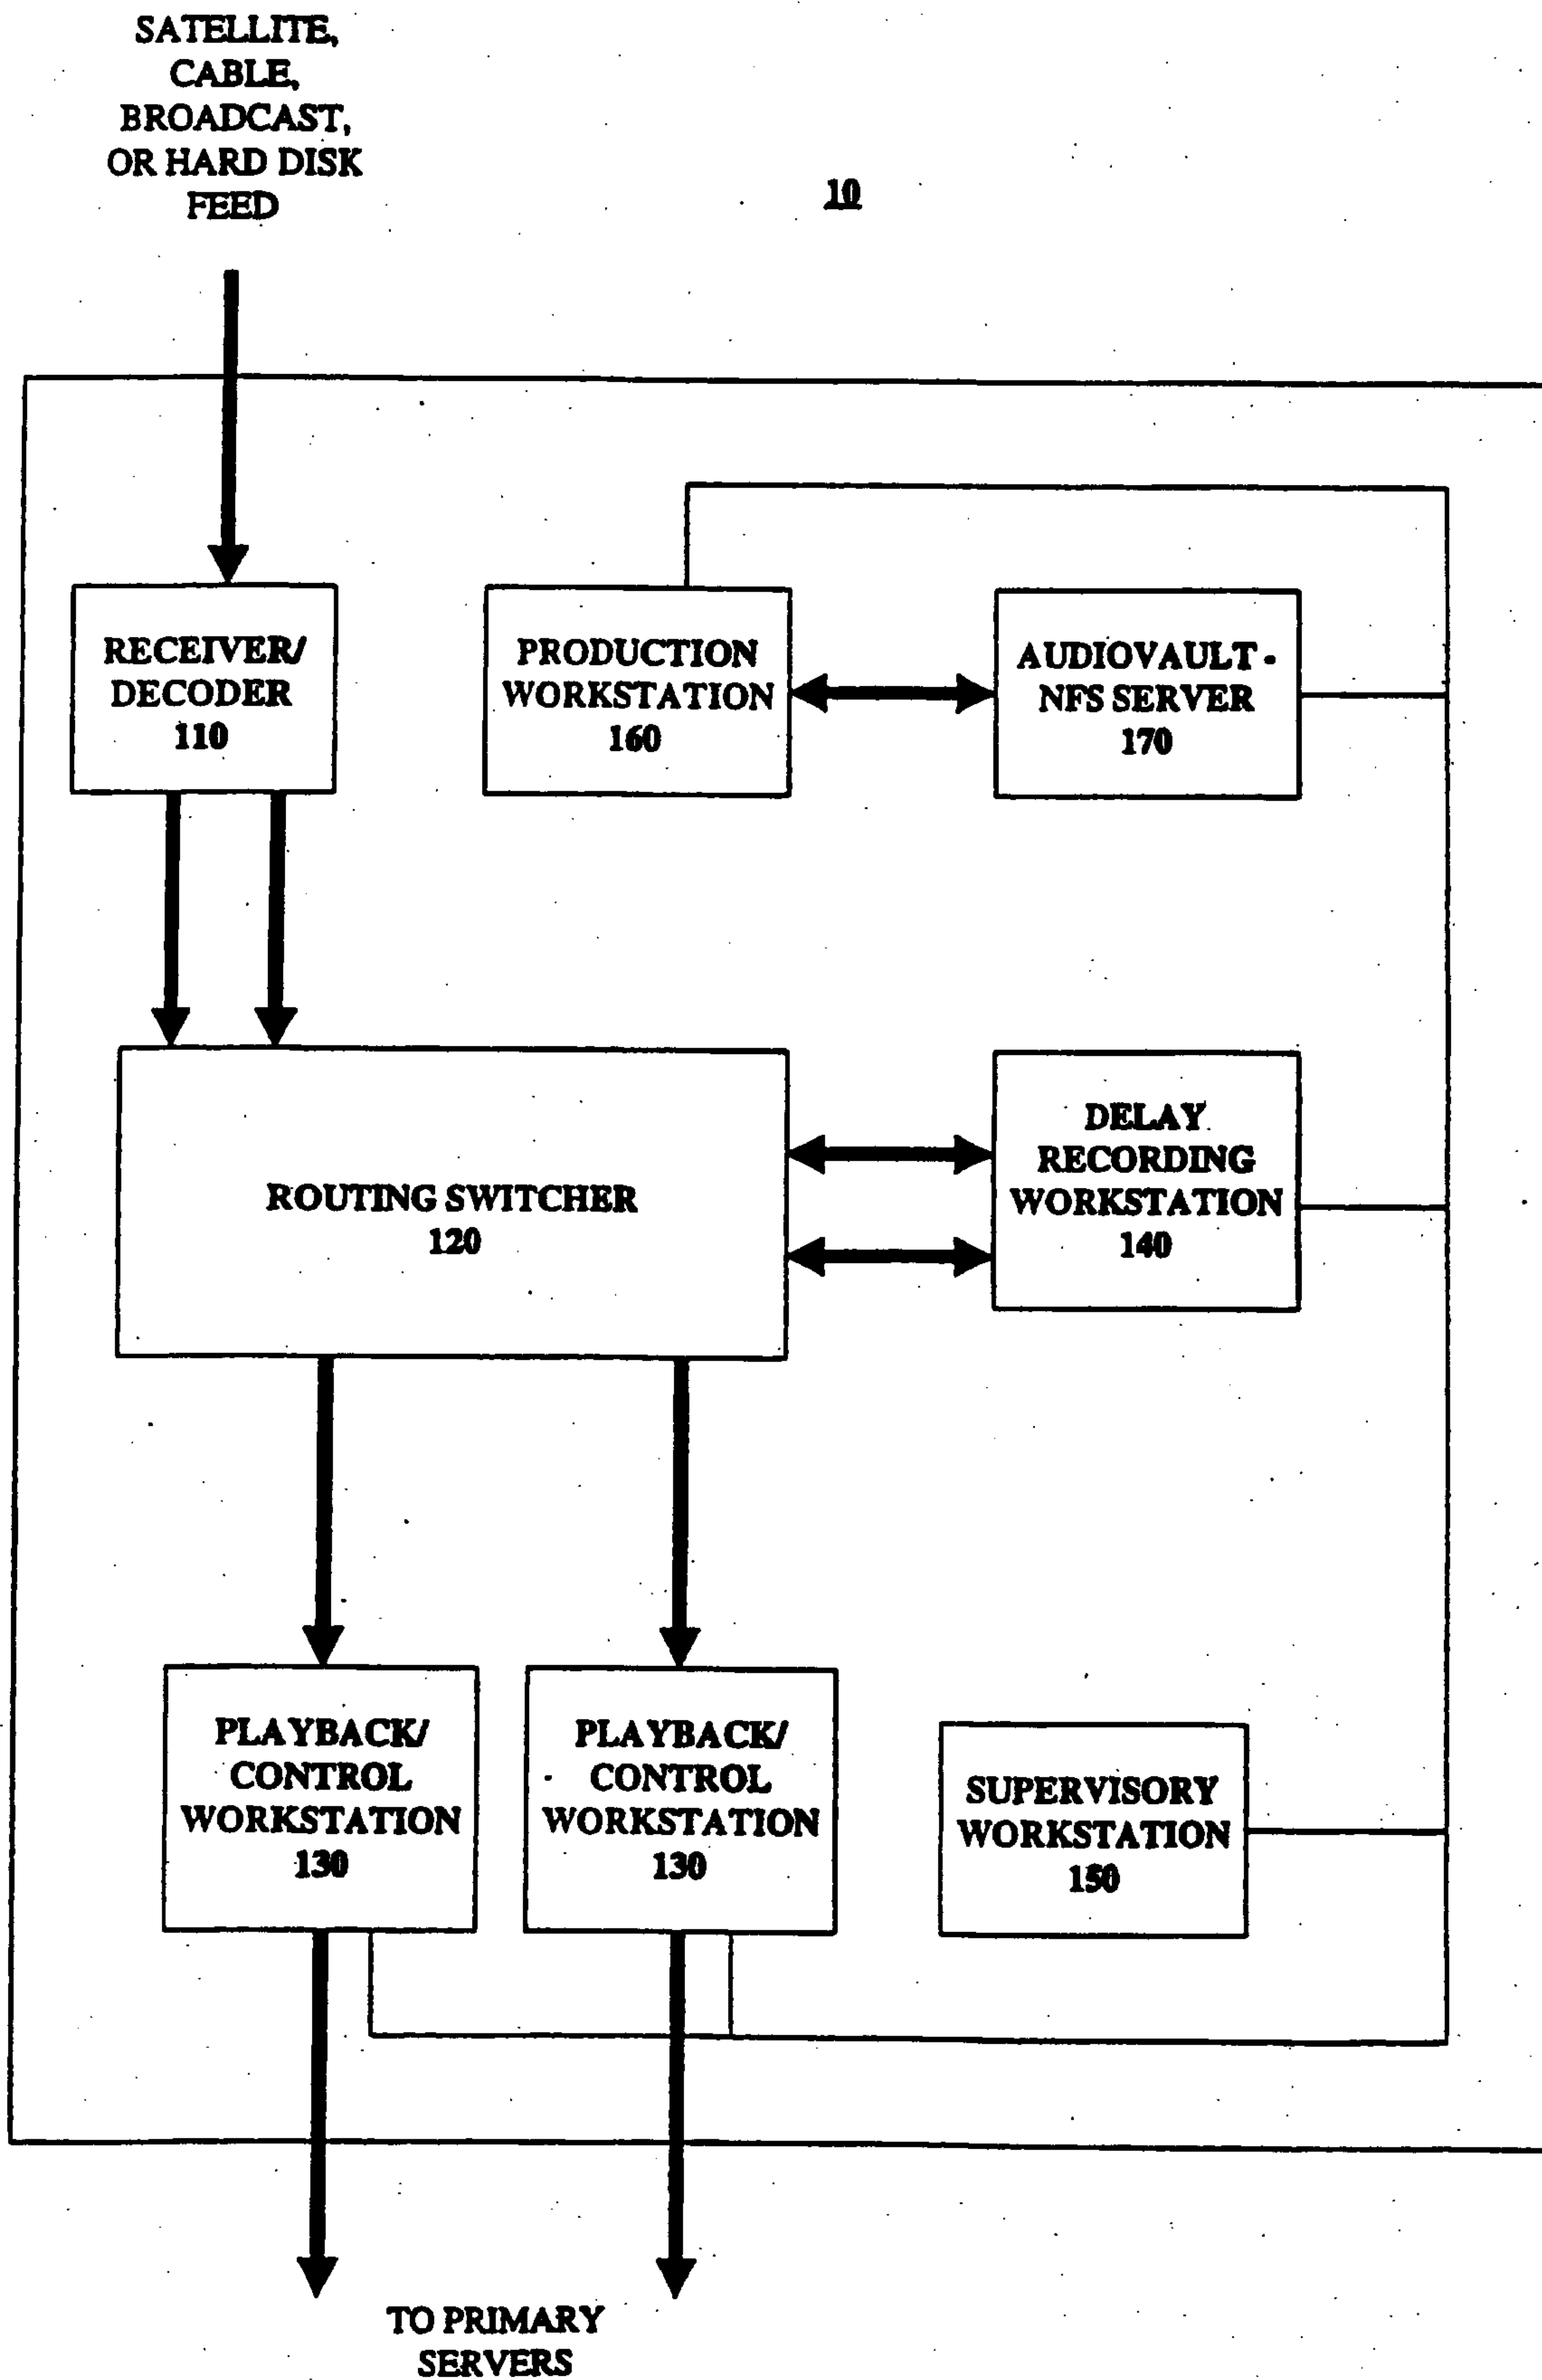 SATELLITE,
CABLE,
BROADCAST,
OR HARD DISK
FEED
10
RECEIVER/
DECODER
110
PRODUCTION
WORKSTATION
160
AUDIOVAULT-
NFS SERVER
170
ROUTING SWITCHER
120
DELAY
RECORDING
WORKSTATION
140
PLAYBACK/
CONTROL
WORKSTATION
130
PLAYBACK/
CONTROL
WORKSTATION
130
SUPERVISORY
WORKSTATION
150
TO PRIMARY
SERVERS